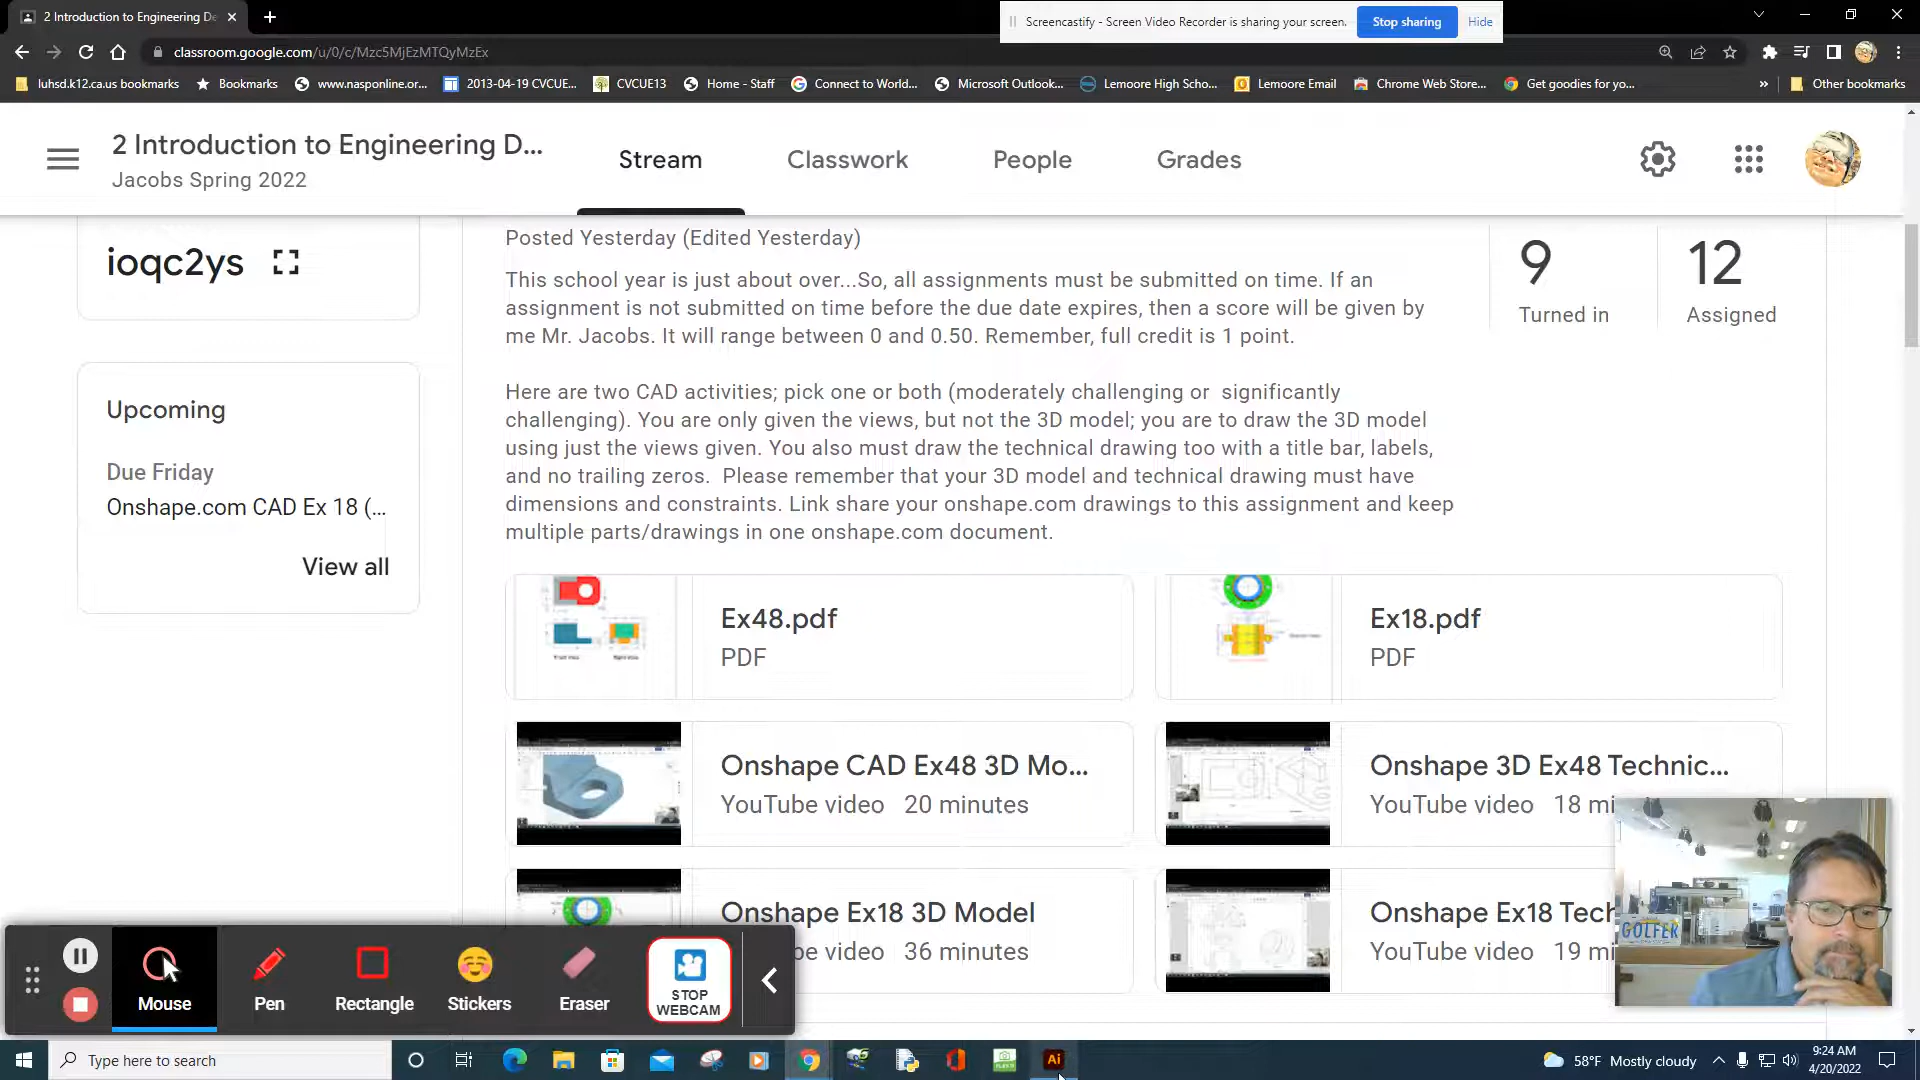 2 Introduction to Engineering De
Screencastify - Screen Video Recorder is sharing your screen.
Stop sharing
Hide
classroom.google.com/u/0/c/Mzc5MjEzMTQyMzEx
luhsd.k12.ca.us bookmarks
Bookmarks
www.nasponline.or...
2013-04-19 CVCUE...
CVCUE13
Home - Staff
Connect to World...
Microsoft Outlook...
Lemoore High Scho...
Lemoore Email
Chrome Web Store...
Get goodies for yo...
Other bookmarks
2 Introduction to Engineering D...
Jacobs Spring 2022
Stream
Classwork
People
Grades
ioqc2ys
Upcoming
Due Friday
Onshape.com CAD Ex 18 (...
View all
Posted Yesterday (Edited Yesterday)
This school year is just about over...So, all assignments must be submitted on time. If an
assignment is not submitted on time before the due date expires, then a score will be given by
me Mr. Jacobs. It will range between 0 and 0.50. Remember, full credit is 1 point.
Here are two CAD activities; pick one or both (moderately challenging or significantly
challenging). You are only given the views, but not the 3D model; you are to draw the 3D model
using just the views given. You also must draw the technical drawing too with a title bar, labels,
and no trailing zeros. Please remember that your 3D model and technical drawing must have
dimensions and constraints. Link share your onshape.com drawings to this assignment and keep
multiple parts/drawings in one onshape.com document.
9
Turned in
12
Assigned
Ex48.pdf
PDF
Ex18.pdf
PDF
Onshape CAD Ex48 3D Mo...
YouTube video 20 minutes
Onshape 3D Ex48 Technic...
YouTube video 18 mi
Onshape Ex18 3D Model
be video 36 minutes
Onshape Ex18 Tech
YouTube video 19 mi
GOLFER
Mouse
Pen
Rectangle
Stickers
Eraser
STOP
WEBCAM
Type here to search
Ai
58°F Mostly cloudy
9:24 AM
4/20/2022